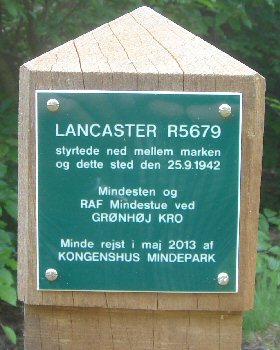 LANCASTER R5679
styrtede ned mellem marken
og dette sted den 25.9.1942
Mindesten og
RAF Mindestue ved
GRØNHØJ KRO
Minde rejst i maj 2013 af
KONGENSHUS MINDEPARK